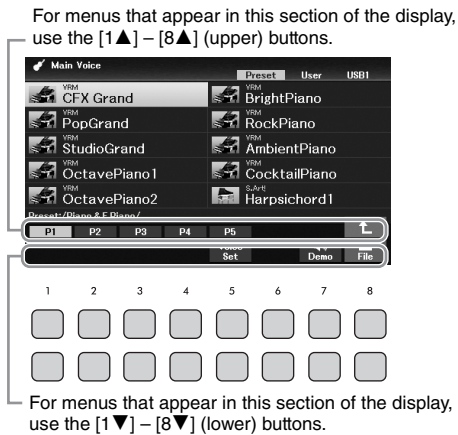 For menus that appear in this section of the display,
use the [1▲] – [8▲] (upper) buttons.
Main Voice
Preset User USB1
VRM CFX Grand
VRM BrightPiano
VRM PopGrand
VRM RockPiano
VRM StudioGrand
VRM AmbientPiano
VRM OctavePiano1
VRM CocktailPiano
VRM OctavePiano2
S.Art! Harpsichord1
Preset:/Piano & E.Piano/
P1 P2 P3 P4 P5
Voice Set Demo File
1 2 3 4 5 6 7 8
For menus that appear in this section of the display,
use the [1▼] – [8▼] (lower) buttons.